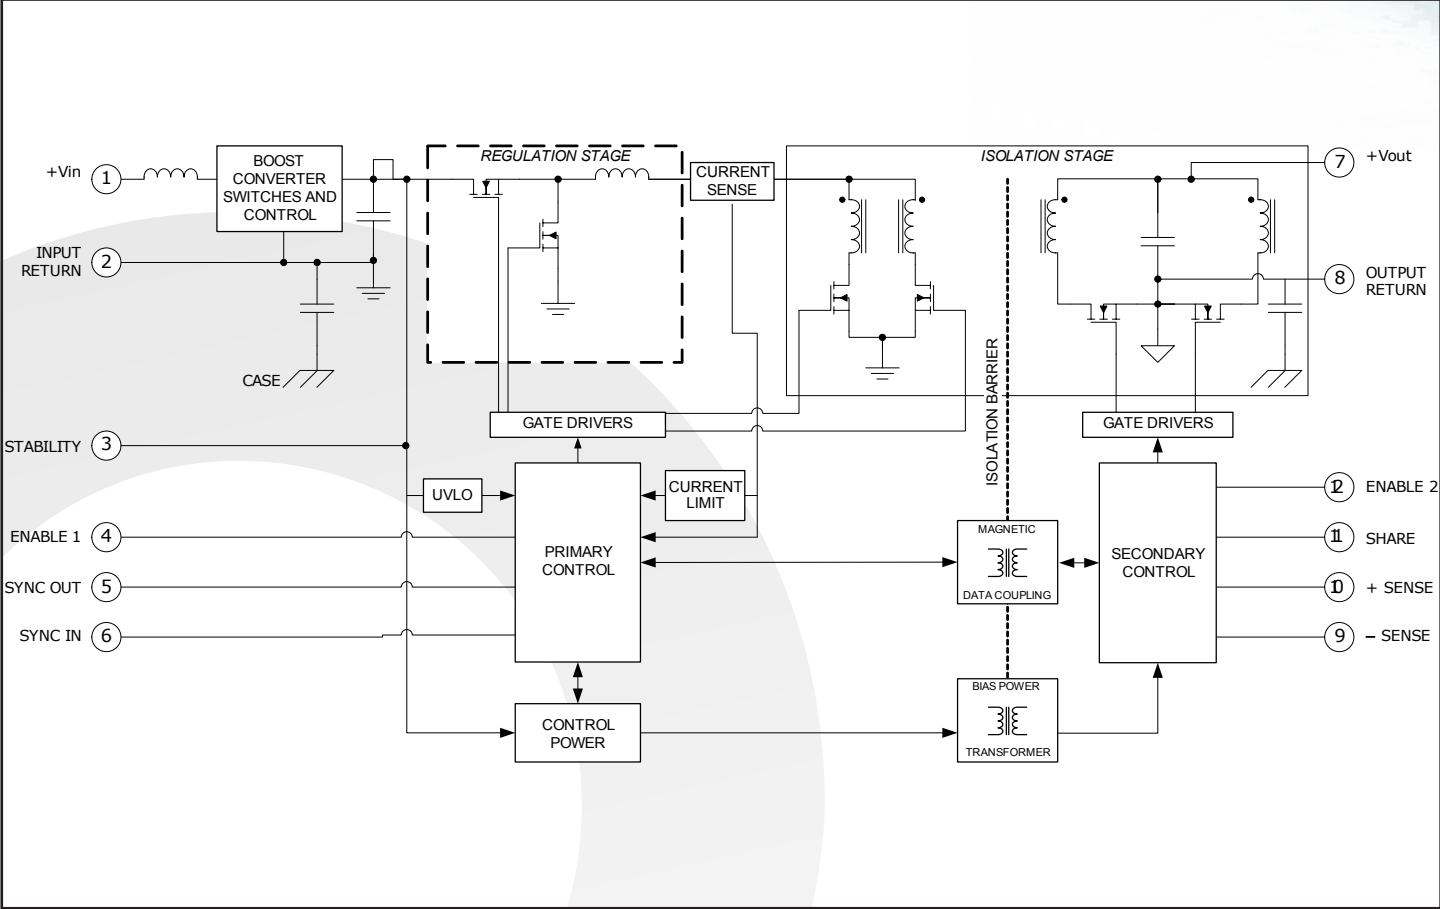 REGULATION STAGE
ISOLATION STAGE
+Vin
1
BOOST
CONVERTER
SWITCHES AND
CONTROL
CURRENT
SENSE
7
+Vout
INPUT
RETURN
2
8
OUTPUT
RETURN
CASE
GATE DRIVERS
ISOLATION BARRIER
GATE DRIVERS
STABILITY
3
UVLO
CURRENT
LIMIT
12
ENABLE 2
ENABLE 1
4
PRIMARY
CONTROL
MAGNETIC
DATA COUPLING
SECONDARY
CONTROL
11
SHARE
SYNC OUT
5
10
+ SENSE
SYNC IN
6
9
– SENSE
CONTROL
POWER
BIAS POWER
TRANSFORMER